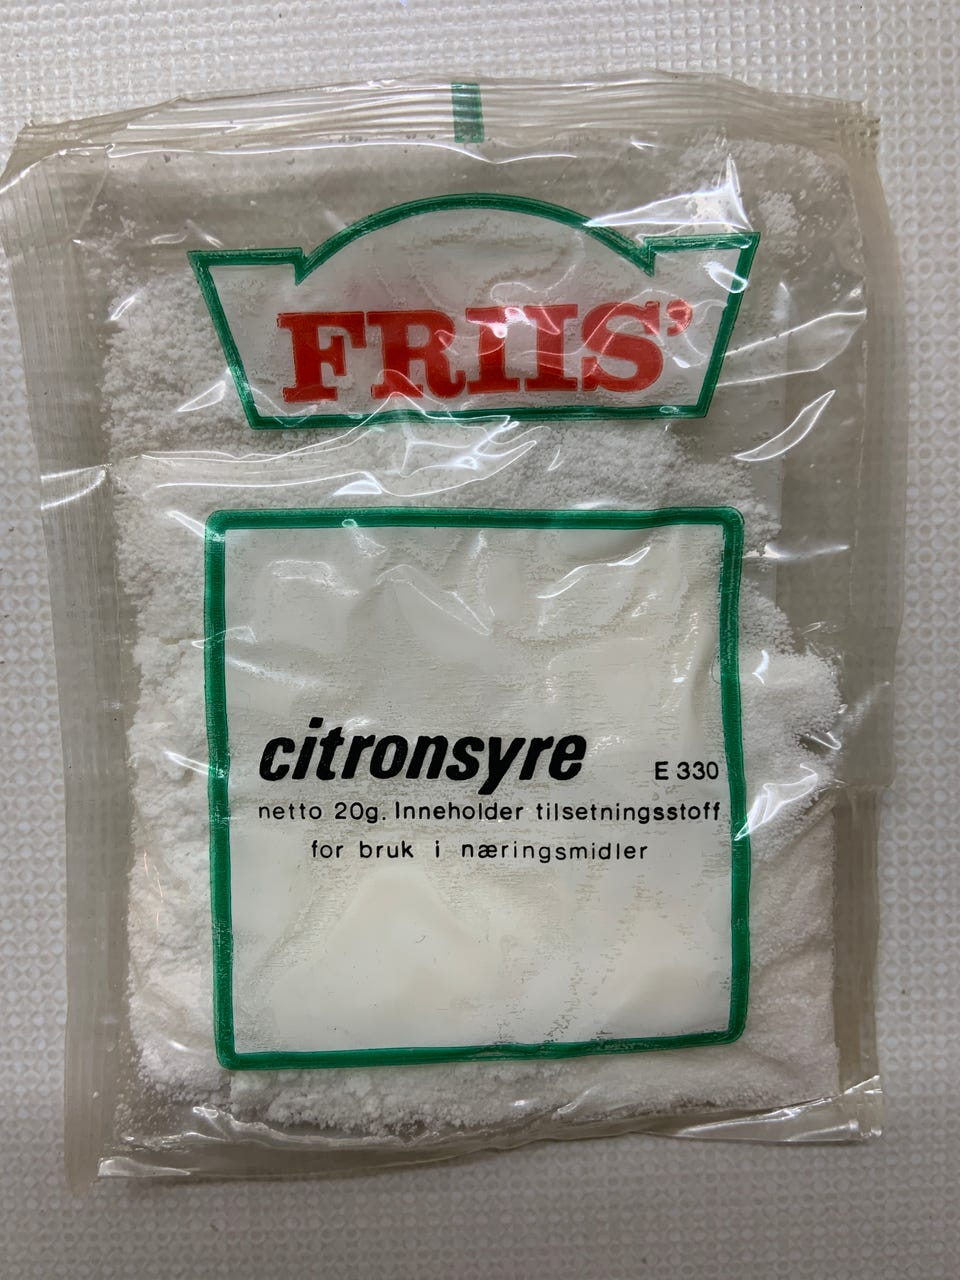 FRIIS'
citronsyre E 330
netto 20g. Inneholder tilsetningsstoff
for bruk i næringsmidler